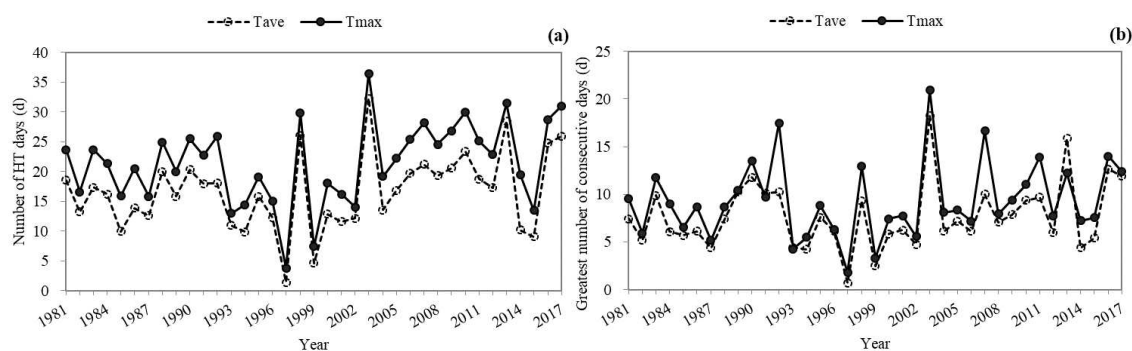 Tave Tmax
(a)
Number of HT days (d)
40
35
30
25
20
15
10
5
0
1981 1984 1987 1990 1993 1996 1999 2002 2005 2008 2011 2014 2017
Year
Tave Tmax
(b)
Greatest number of consecutive days (d)
25
20
15
10
5
0
1981 1984 1987 1990 1993 1996 1999 2002 2005 2008 2011 2014 2017
Year